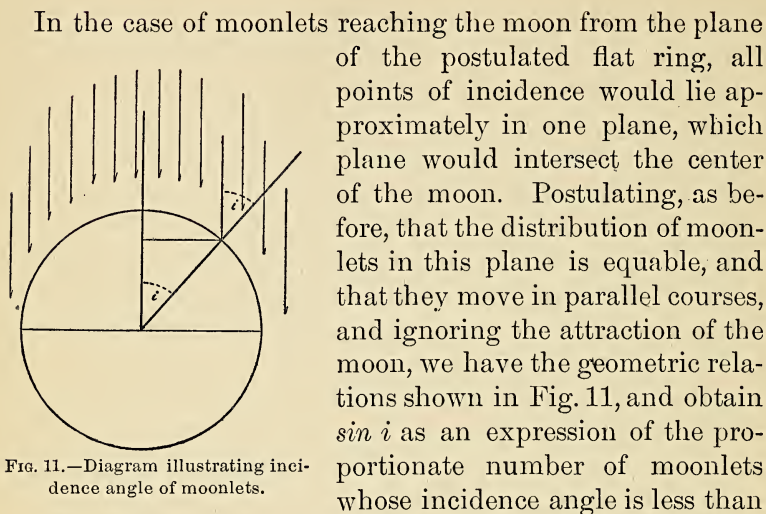 In the case of moonlets reaching the moon from the plane
of the postulated flat ring, all
points of incidence would lie ap-
proximately in one plane, which
plane would intersect the center
of the moon. Postulating, as be-
fore, that the distribution of moon-
lets in this plane is equable, and
that they move in parallel courses,
and ignoring the attraction of the
moon, we have the geometric rela-
tions shown in Fig. 11, and obtain
sin i as an expression of the pro-
portionate number of moonlets
whose incidence angle is less than
i
i
FIG. 11.—Diagram illustrating inci-
dence angle of moonlets.